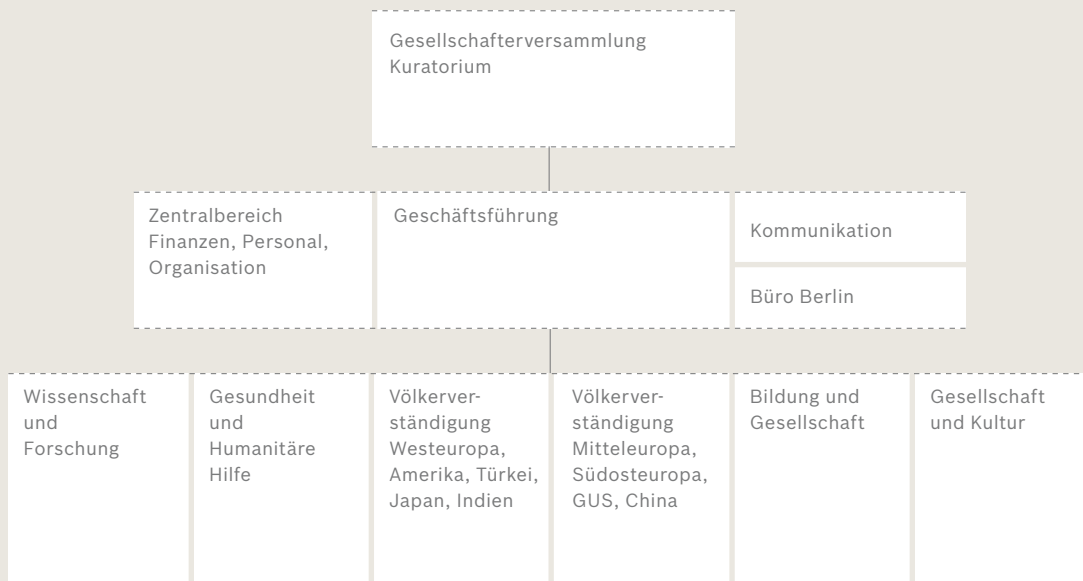 Gesellschafterversammlung
Kuratorium
Zentralbereich
Finanzen, Personal,
Organisation
Geschäftsführung
Kommunikation
Büro Berlin
Wissenschaft
und
Forschung
Gesundheit
und
Humanitäre
Hilfe
Völkerver-
ständigung
Westeuropa,
Amerika, Türkei,
Japan, Indien
Völkerver-
ständigung
Mitteleuropa,
Südosteuropa,
GUS, China
Bildung und
Gesellschaft
Gesellschaft
und Kultur